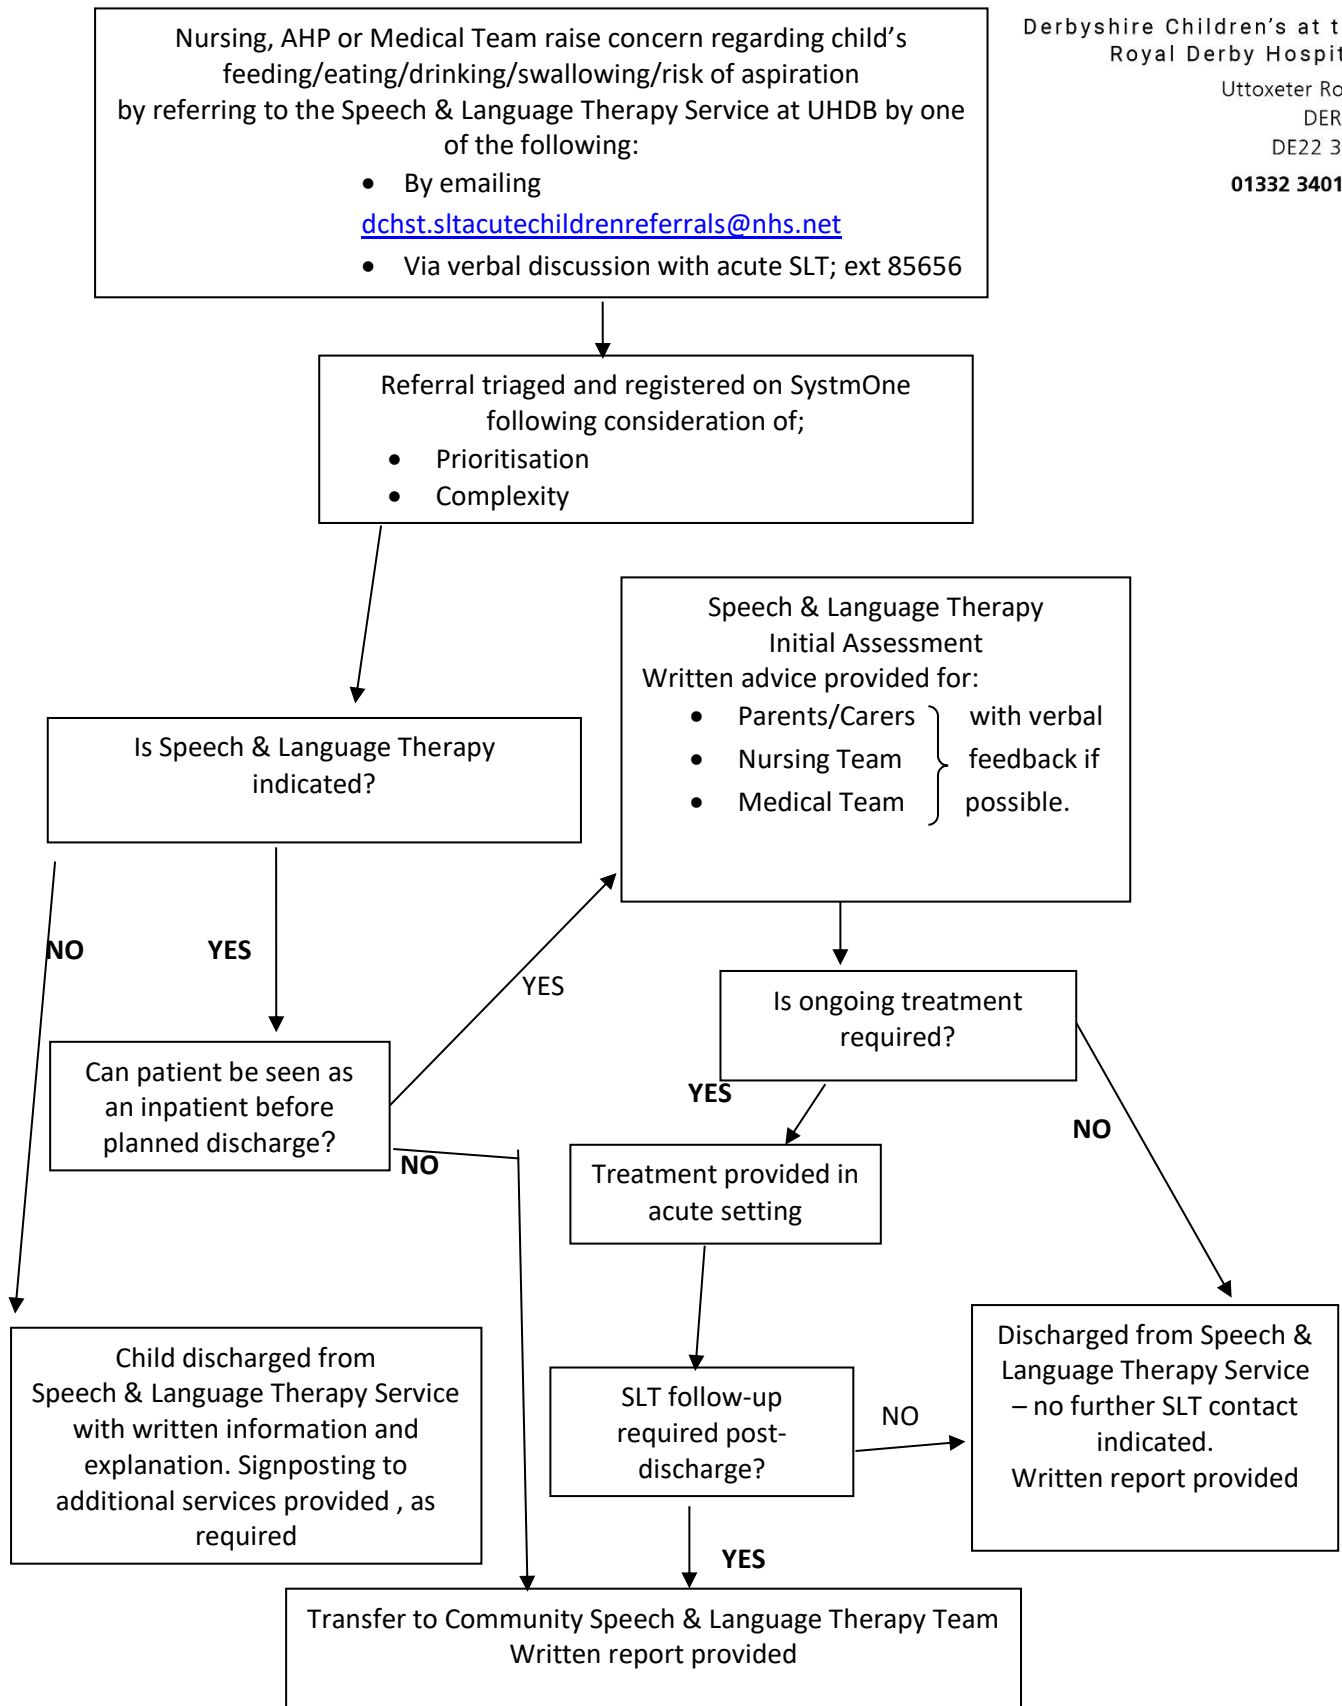 Nursing, AHP or Medical Team raise concern regarding child's
feeding/eating/drinking/swallowing/risk of aspiration
by referring to the Speech & Language Therapy Service at UHDB by one
of the following:
• By emailing
dchst.sltacutechildrenreferrals@nhs.net
• Via verbal discussion with acute SLT; ext 85656
Derbyshire Children's at t
Royal Derby Hospit
Uttoxeter Ro
DER
DE22 3
01332 3401
Referral triaged and registered on SystmOne
following consideration of;
• Prioritisation
• Complexity
Speech & Language Therapy
Initial Assessment
Written advice provided for:
• Parents/Carers with verbal
• Nursing Team feedback if
• Medical Team possible.
Is Speech & Language Therapy
indicated?
NO
YES
YES
Is ongoing treatment
required?
Can patient be seen as
an inpatient before
planned discharge?
NO
YES
NO
Treatment provided in
acute setting
Child discharged from
Speech & Language Therapy Service
with written information and
explanation. Signposting to
additional services provided , as
required
SLT follow-up
required post-
discharge?
NO
Discharged from Speech &
Language Therapy Service
– no further SLT contact
indicated.
Written report provided
YES
Transfer to Community Speech & Language Therapy Team
Written report provided